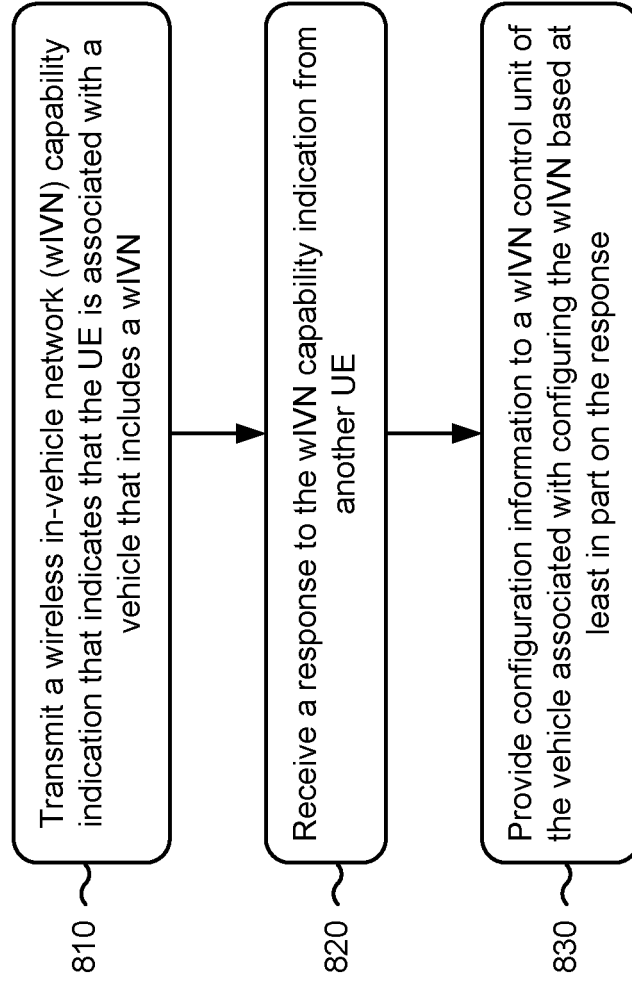 810
Transmit a wireless in-vehicle network (wIVN) capability
indication that indicates that the UE is associated with a
vehicle that includes a wIVN
820
Receive a response to the wIVN capability indication from
another UE
830
Provide configuration information to a wIVN control unit of
the vehicle associated with configuring the wIVN based at
least in part on the response